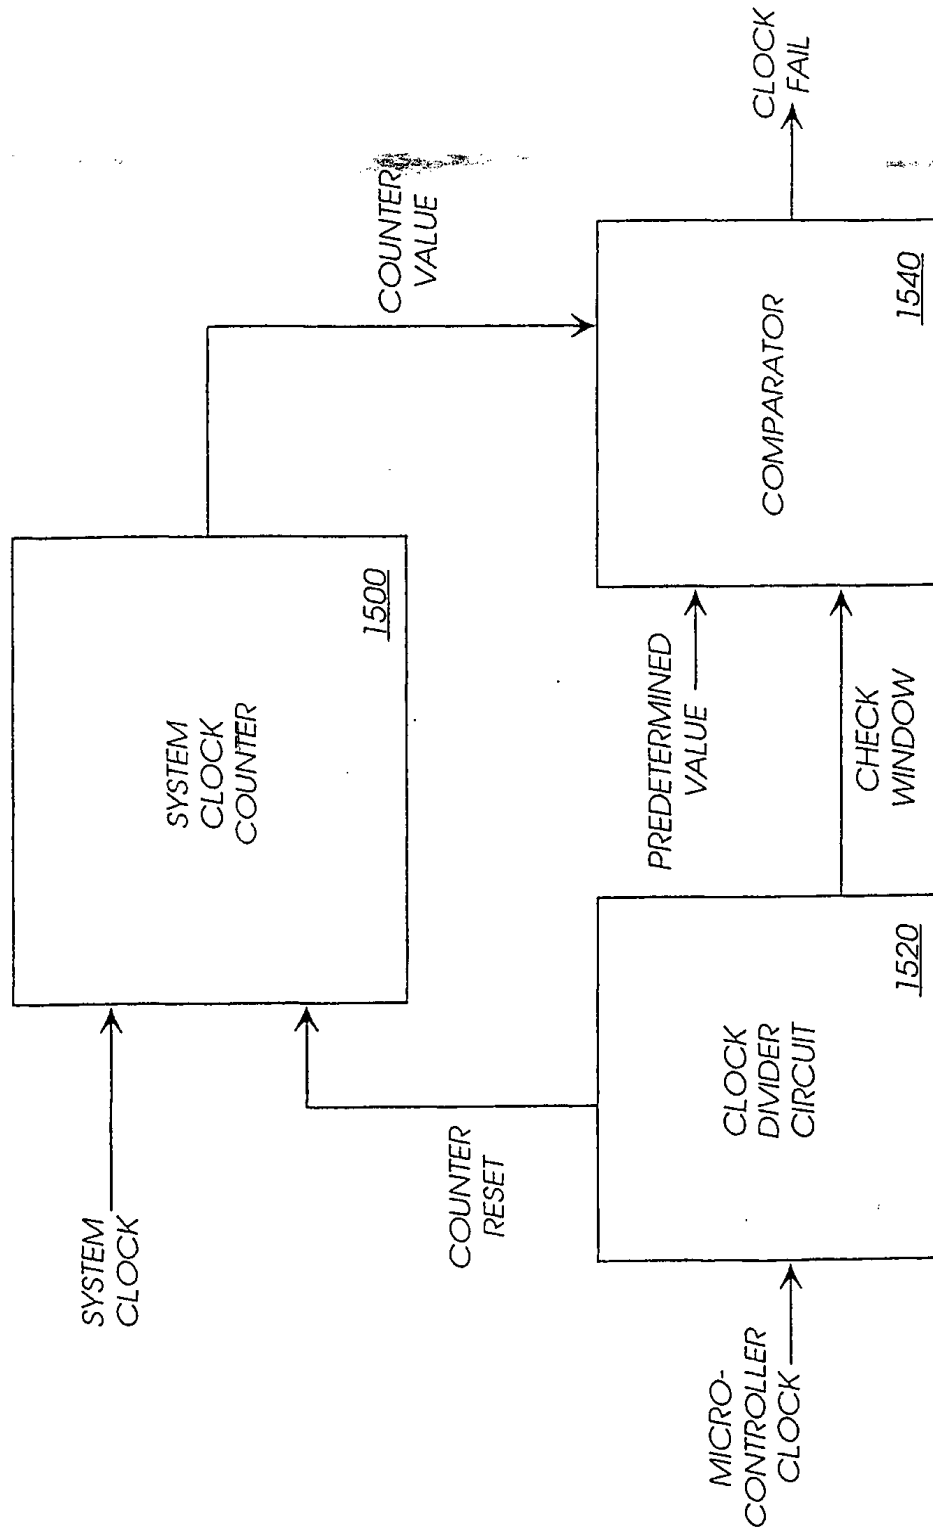 SYSTEM
CLOCK
SYSTEM
CLOCK
COUNTER
1500
COUNTER
VALUE
COUNTER
RESET
MICRO-
CONTROLLER
CLOCK
CLOCK
DIVIDER
CIRCUIT
1520
PREDETERMINED
VALUE
CHECK
WINDOW
COMPARATOR
1540
CLOCK
FAIL